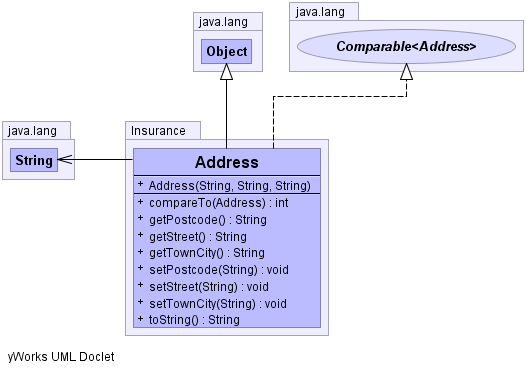 java.lang
Object
java.lang
Comparable<Address>
java.lang
String
Insurance
Address
+ Address(String, String, String)
+ compareTo(Address) : int
+ getPostcode() : String
+ getStreet() : String
+ getTownCity() : String
+ setPostcode(String) : void
+ setStreet(String) : void
+ setTownCity(String) : void
+ toString() : String
yWorks UML Doclet